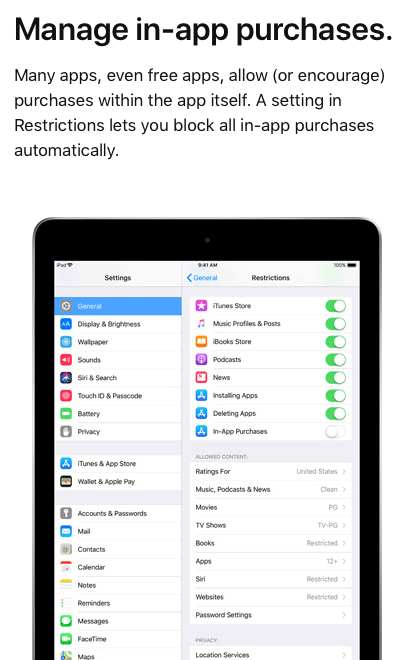 Manage in-app purchases.
Many apps, even free apps, allow (or encourage)
purchases within the app itself. A setting in
Restrictions lets you block all in-app purchases
automatically.
iPad 9:41 AM 100%
Settings
General
Display & Brightness
Wallpaper
Sounds
Siri & Search
Touch ID & Passcode
Battery
Privacy
iTunes & App Store
Wallet & Apple Pay
Accounts & Passwords
Mail
Contacts
Calendar
Notes
Reminders
Messages
FaceTime
Maps
General Restrictions
iTunes Store
Music Profiles & Posts
iBooks Store
Podcasts
News
Installing Apps
Deleting Apps
In-App Purchases
ALLOWED CONTENT:
Ratings For United States
Music, Podcasts & News Clean
Movies PG
TV Shows TV-PG
Books Restricted
Apps 12+
Siri Restricted
Websites Restricted
Password Settings
PRIVACY:
Location Services